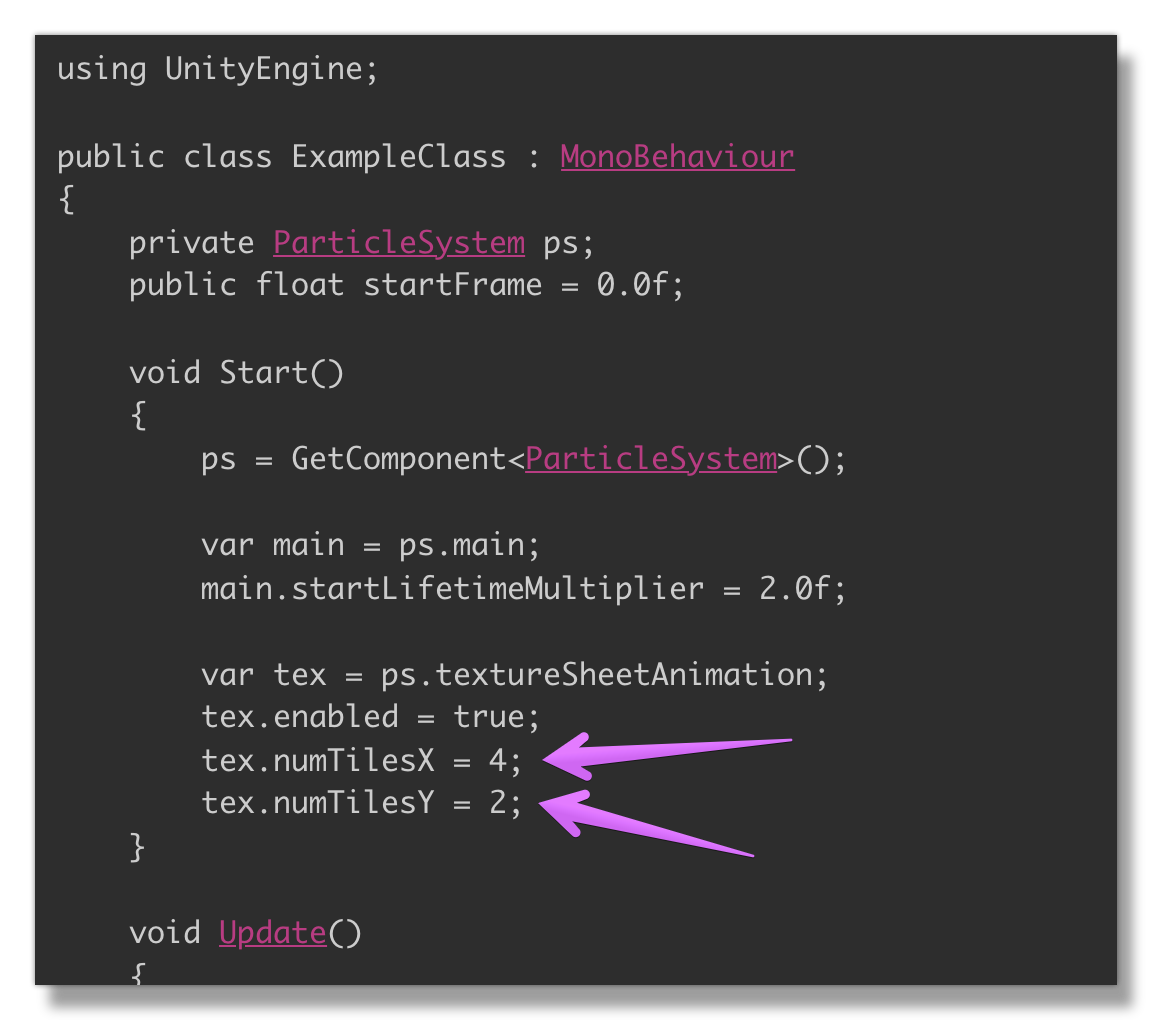 using UnityEngine;
public class ExampleClass : MonoBehaviour
{
private ParticleSystem ps;
public float startFrame = 0.0f;
void Start()
{
ps = GetComponent<ParticleSystem>();
var main = ps.main;
main.startLifetimeMultiplier = 2.0f;
var tex = ps.textureSheetAnimation;
tex.enabled = true;
tex.numTilesX = 4;
tex.numTilesY = 2;
}
void Update()
{